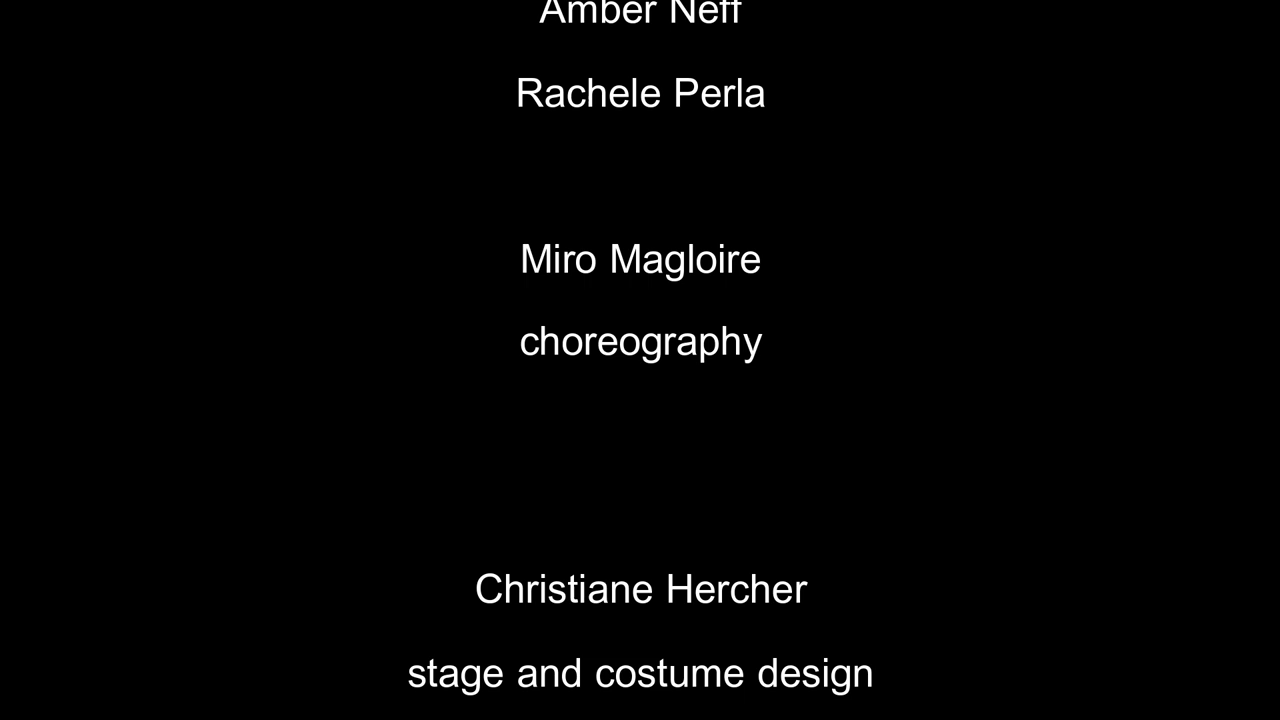 Amber Neff
Rachele Perla
Miro Magloire
choreography
Christiane Hercher
stage and costume design